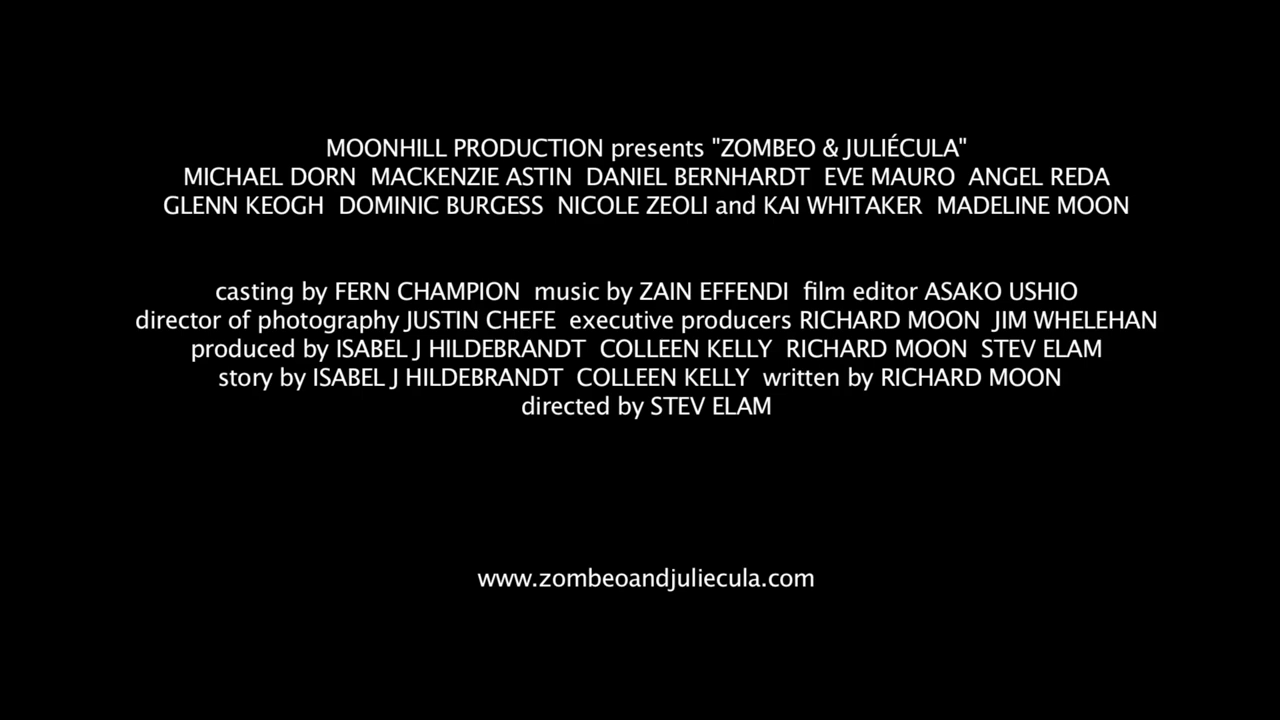 MOONHILL PRODUCTION presents "ZOMBEO & JULIÉCULA"
MICHAEL DORN  MACKENZIE ASTIN  DANIEL BERNHARDT  EVE MAURO  ANGEL REDA
GLENN KEOGH  DOMINIC BURGESS  NICOLE ZEOLI and KAI WHITAKER  MADELINE MOON
casting by FERN CHAMPION  music by ZAIN EFFENDI  film editor ASAKO USHIO
director of photography JUSTIN CHEFE  executive producers RICHARD MOON  JIM WHELEHAN
produced by ISABEL J HILDEBRANDT  COLLEEN KELLY  RICHARD MOON  STEV ELAM
story by ISABEL J HILDEBRANDT  COLLEEN KELLY  written by RICHARD MOON
directed by STEV ELAM
www.zombeoandjuliecula.com